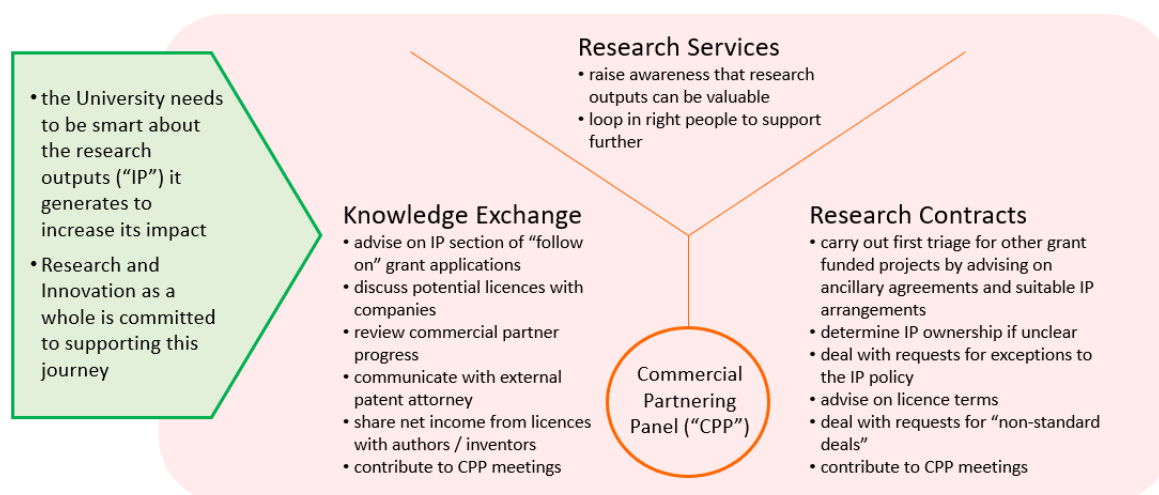 • the University needs
to be smart about
the research
outputs (“IP”) it
generates to
increase its impact
• Research and
Innovation as a
whole is committed
to supporting this
journey
Research Services
• raise awareness that research
outputs can be valuable
• loop in right people to support
further
Knowledge Exchange
• advise on IP section of “follow
on” grant applications
• discuss potential licences with
companies
• review commercial partner
progress
• communicate with external
patent attorney
• share net income from licences
with authors / inventors
• contribute to CPP meetings
Commercial
Partnering
Panel (“CPP”)
Research Contracts
• carry out first triage for other grant
funded projects by advising on
ancillary agreements and suitable IP
arrangements
• determine IP ownership if unclear
• deal with requests for exceptions to
the IP policy
• advise on licence terms
• deal with requests for “non-standard
deals”
• contribute to CPP meetings